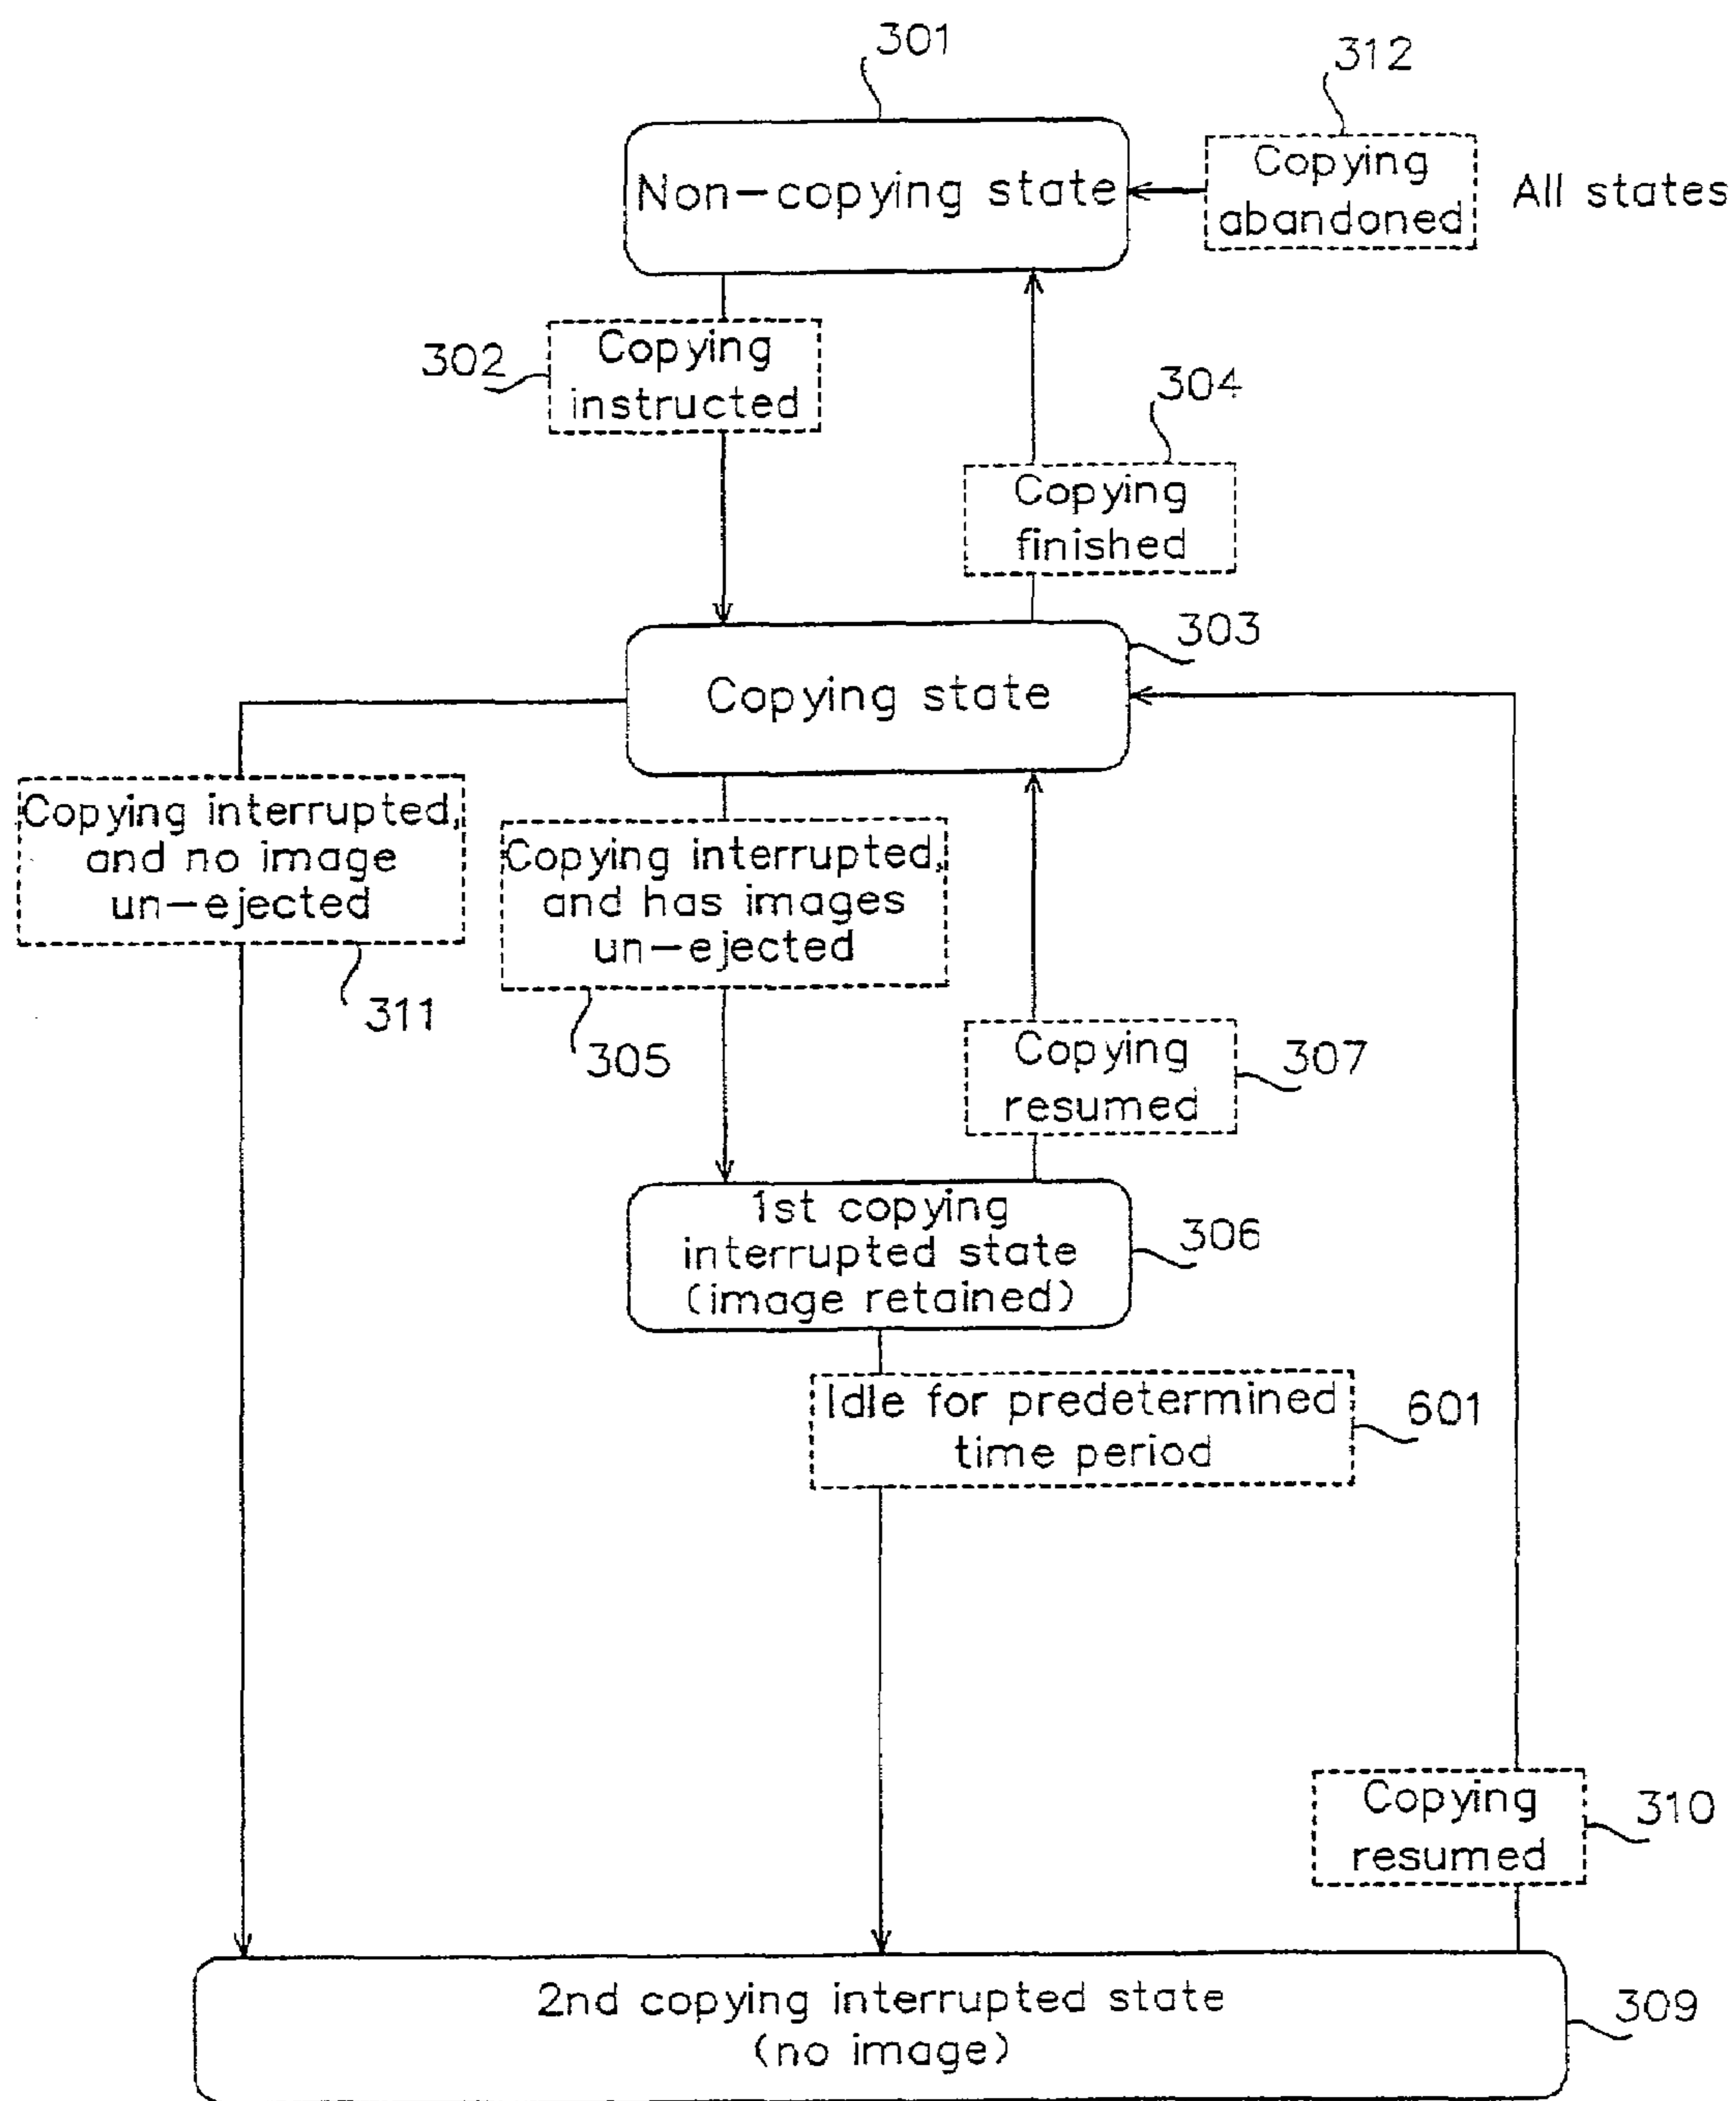 301
312
Non-copying state
Copying
abandoned
All states
302
Copying
instructed
304
Copying
finished
303
Copying state
Copying interrupted,
and no image
un-ejected
311
Copying interrupted,
and has images
un-ejected
305
Copying
resumed
307
1st copying
interrupted state
(image retained)
306
Idle for predetermined
time period
601
Copying
resumed
310
2nd copying interrupted state
(no image)
309